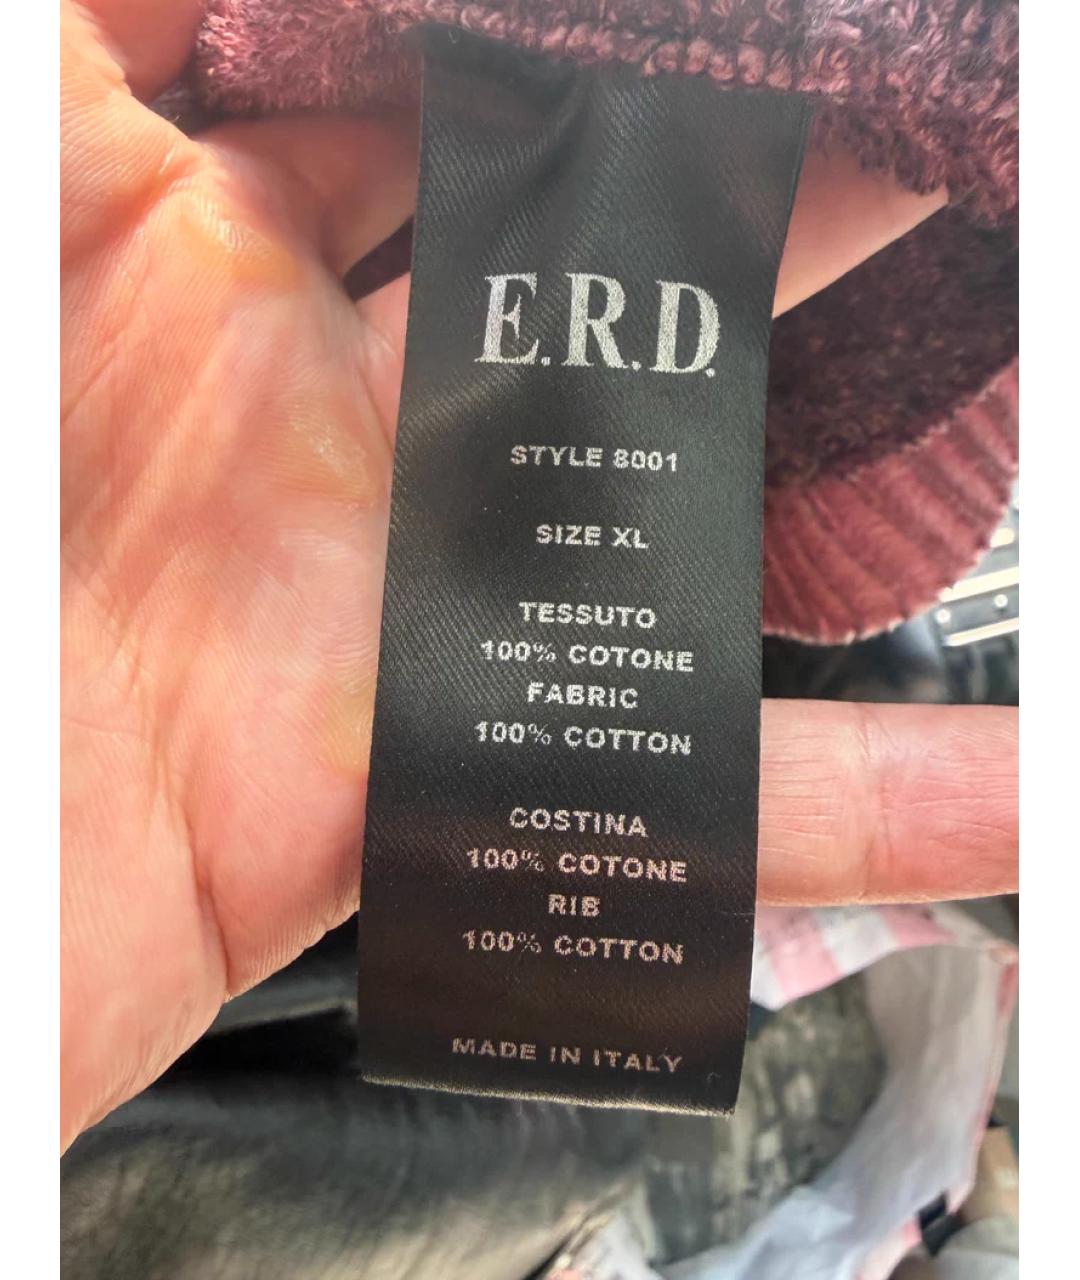 E.R.D.
STYLE 8001
SIZE XL
TESSUTO
100% COTONE
FABRIC
100% COTTON
COSTINA
100% COTONE
RIB
100% COTTON
MADE IN ITALY